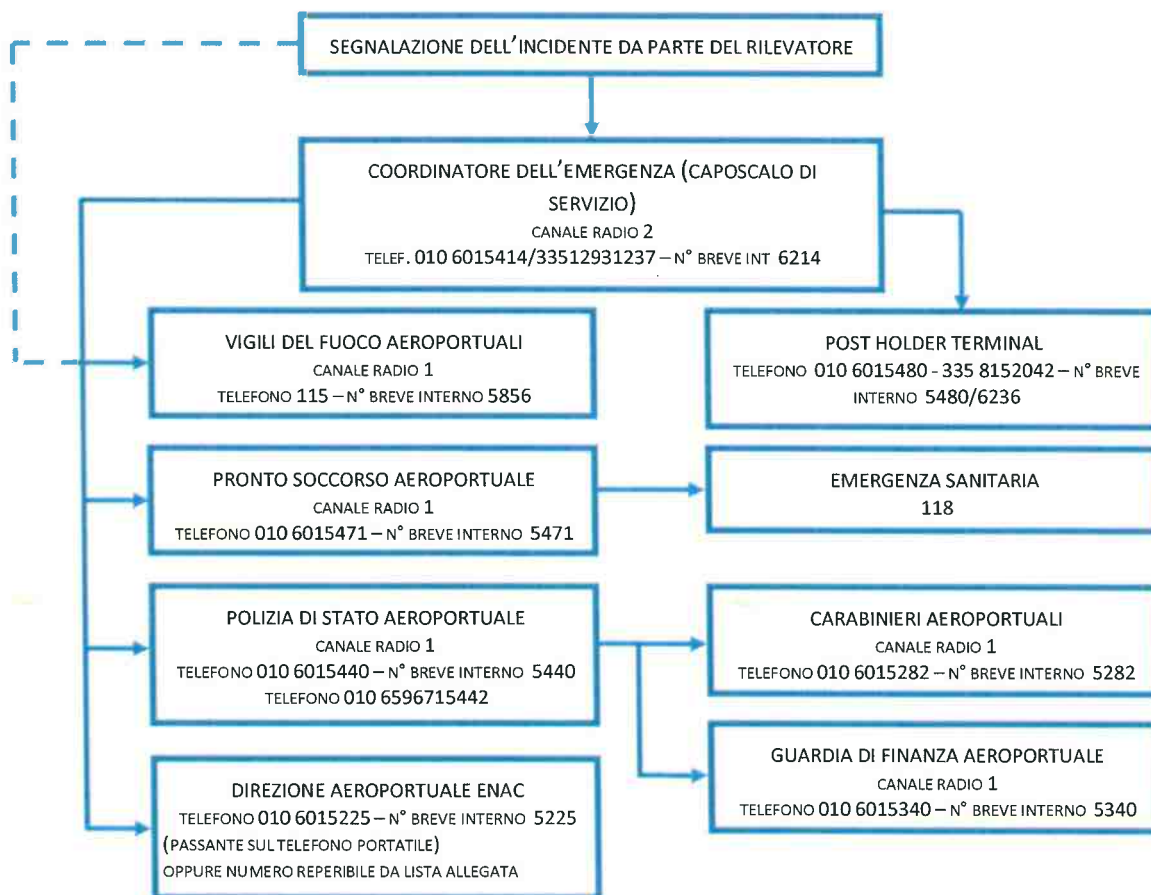 SEGNALAZIONE DELL'INCIDENTE DA PARTE DEL RILEVATORE
COORDINATORE DELL'EMERGENZA (CAPOSCALO DI
SERVIZIO)
CANALE RADIO 2
TELEF. 010 6015414/33512931237 – N° BREVE INT 6214
VIGILI DEL FUOCO AEROPORTUALI
CANALE RADIO 1
TELEFONO 115 – N° BREVE INTERNO 5856
POST HOLDER TERMINAL
TELEFONO 010 6015480 - 335 8152042 – N° BREVE
INTERNO 5480/6236
PRONTO SOCCORSO AEROPORTUALE
CANALE RADIO 1
TELEFONO 010 6015471 – N° BREVE INTERNO 5471
EMERGENZA SANITARIA
118
POLIZIA DI STATO AEROPORTUALE
CANALE RADIO 1
TELEFONO 010 6015440 – N° BREVE INTERNO 5440
TELEFONO 010 6596715442
CARABINIERI AEROPORTUALI
CANALE RADIO 1
TELEFONO 010 6015282 – N° BREVE INTERNO 5282
GUARDIA DI FINANZA AEROPORTUALE
CANALE RADIO 1
TELEFONO 010 6015340 – N° BREVE INTERNO 5340
DIREZIONE AEROPORTUALE ENAC
TELEFONO 010 6015225 – N° BREVE INTERNO 5225
(PASSANTE SUL TELEFONO PORTATILE)
OPPURE NUMERO REPERIBILE DA LISTA ALLEGATA